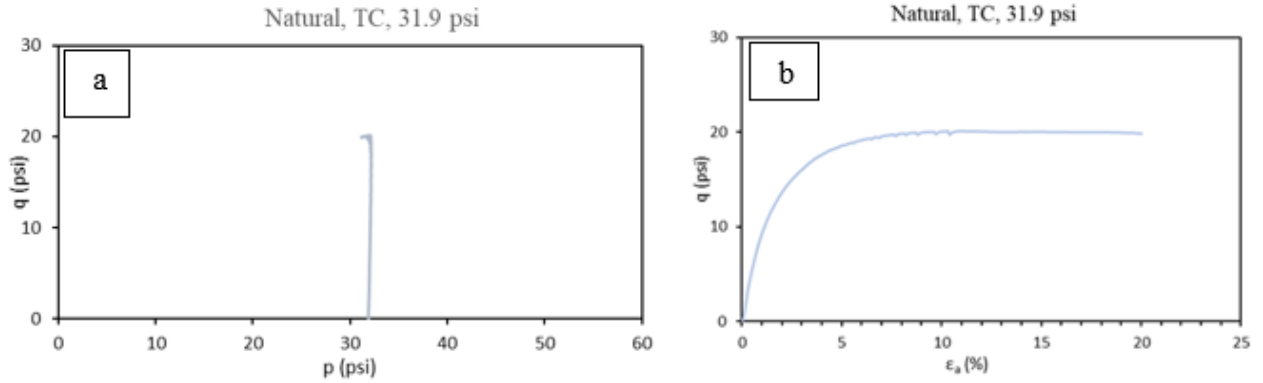 Natural, TC, 31.9 psi
a
30
20
10
0
q (psi)
0 10 20 30 40 50 60
p (psi)
Natural, TC, 31.9 psi
b
30
20
10
0
q (psi)
0 5 10 15 20 25
εa (%)